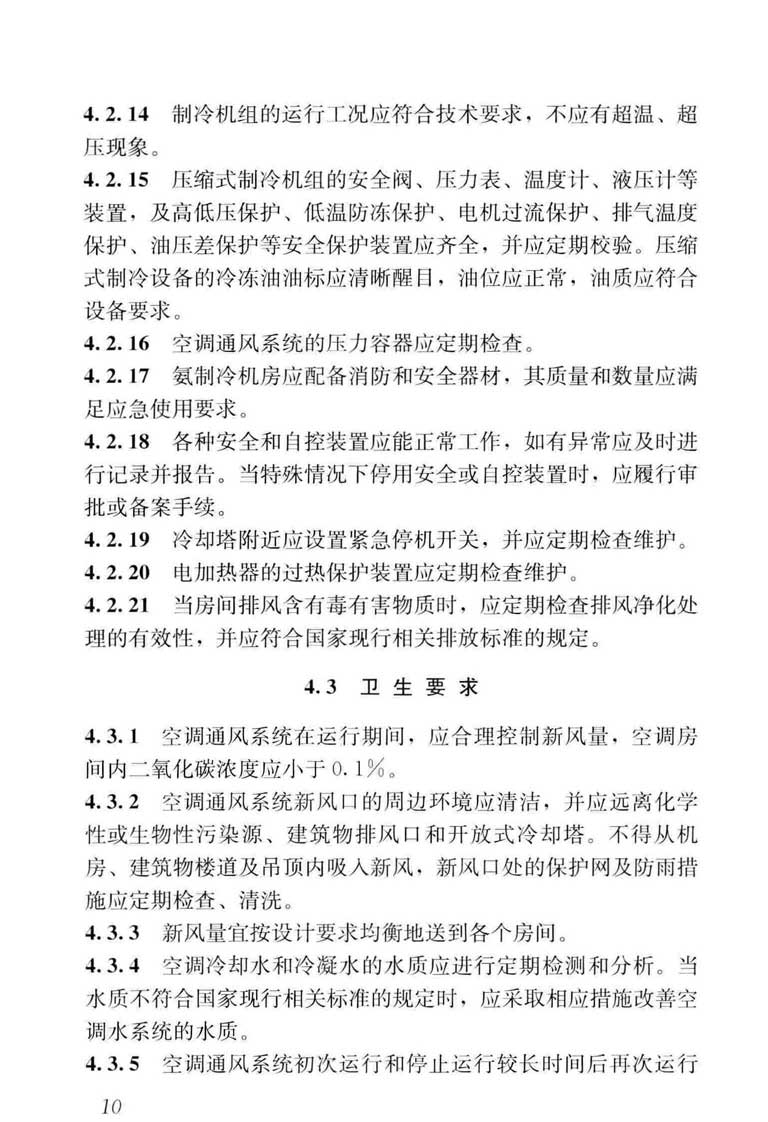 4.2.14 制冷机组的运行工况应符合技术要求，不应有超温、超
压现象。
4.2.15 压缩式制冷机组的安全阀、压力表、温度计、液压计等
装置，及高低压保护、低温防冻保护、电机过流保护、排气温度
保护、油压差保护等安全保护装置应齐全，并应定期校验。压缩
式制冷设备的冷冻油油标应清晰醒目，油位应正常，油质应符合
设备要求。
4.2.16 空调通风系统的压力容器应定期检查。
4.2.17 氨制冷机房应配备消防和安全器材，其质量和数量应满
足应急使用要求。
4.2.18 各种安全和自控装置应能正常工作，如有异常应及时进
行记录并报告。当特殊情况下停用安全或自控装置时，应履行审
批或备案手续。
4.2.19 冷却塔附近应设置紧急停机开关，并应定期检查维护。
4.2.20 电加热器的过热保护装置应定期检查维护。
4.2.21 当房间排风含有毒有害物质时，应定期检查排风净化处
理的有效性，并应符合国家现行相关排放标准的规定。
4.3 卫生要求
4.3.1 空调通风系统在运行期间，应合理控制新风量，空调房
间内二氧化碳浓度应小于0.1%。
4.3.2 空调通风系统新风口的周边环境应清洁，并应远离化学
性或生物性污染源、建筑物排风口和开放式冷却塔。不得从机
房、建筑物楼道及吊顶内吸入新风，新风口处的保护网及防雨措
施应定期检查、清洗。
4.3.3 新风量宜按设计要求均衡地送到各个房间。
4.3.4 空调冷却水和冷凝水的水质应进行定期检测和分析。当
水质不符合国家现行相关标准的规定时，应采取相应措施改善空
调水系统的水质。
4.3.5 空调通风系统初次运行和停止运行较长时间后再次运行
10